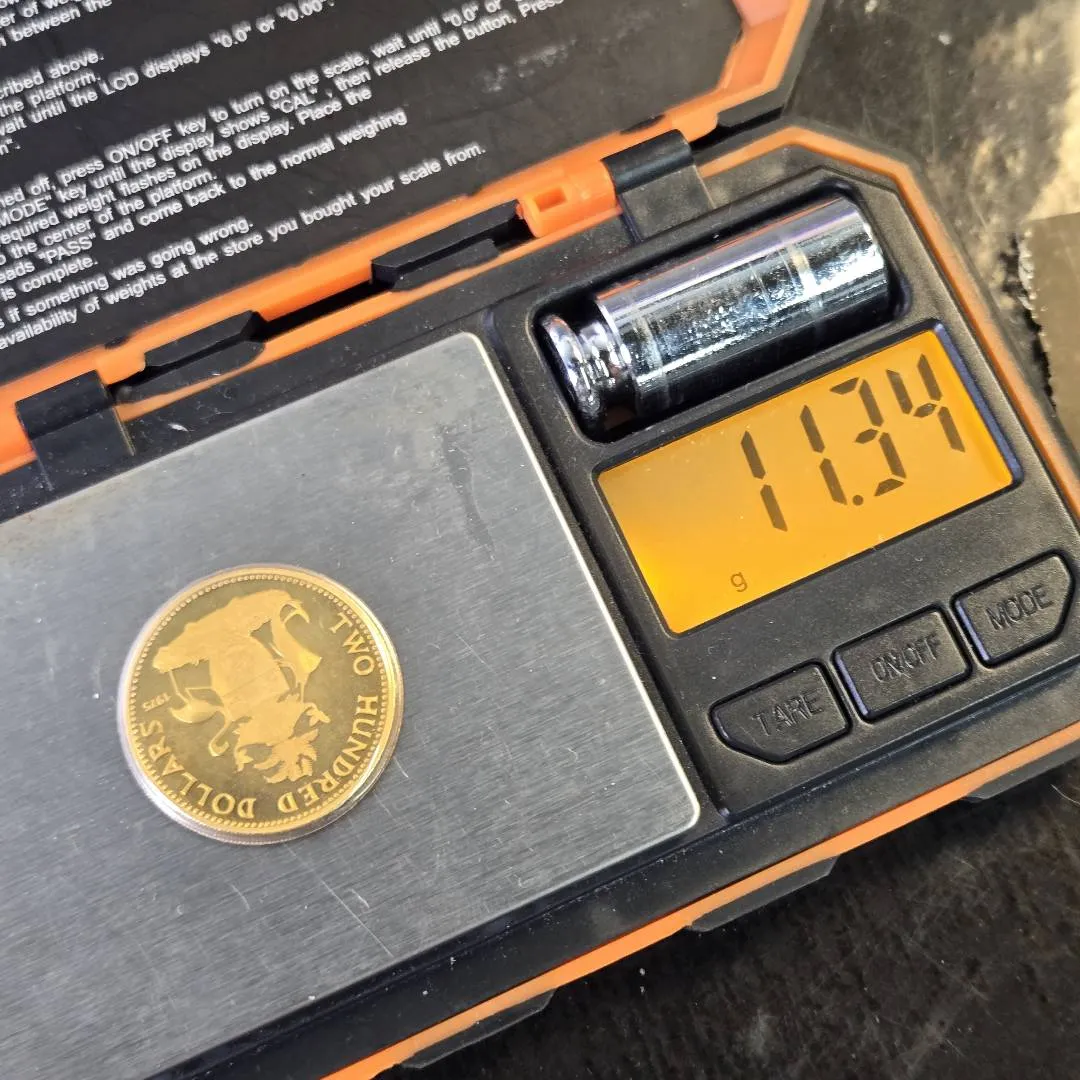 n between the
cribed above.
the platform.
wait until the LCD displays "0.0" or "0.00".
n".
ned off, press ON/OFF key to turn on the scale, wait until "0.0" or
MODE" key until the display shows "CAL", then release the button. Press
required weight flashes on the display. Place the
o the center of the platform.
eads "PASS" and come back to the normal weighing
is complete.
s if something was going wrong.
availability of weights at the store you bought your scale from.
11.34
g
TARE
ON/OFF
MODE
TWO HUNDRED DOLLARS
1975